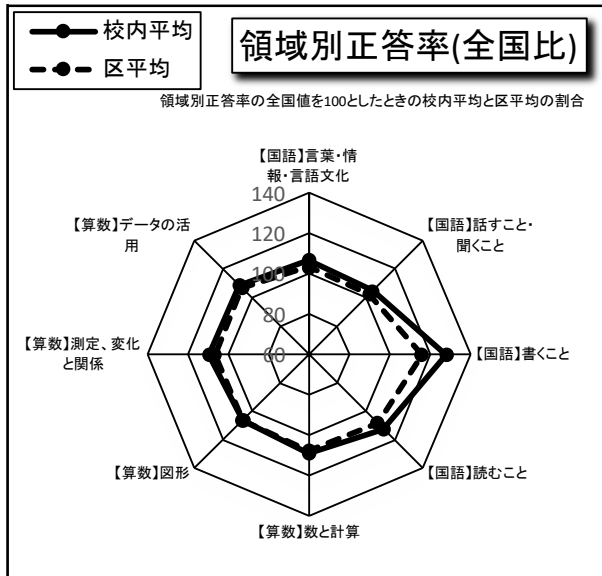 校内平均
区平均
領域別正答率(全国比)
領域別正答率の全国値を100としたときの校内平均と区平均の割合
【国語】言葉・情
報・言語文化
【国語】話すこと・
聞くこと
【国語】書くこと
【国語】読むこと
【算数】数と計算
【算数】図形
【算数】測定、変化
と関係
【算数】データの活
用
140
120
100
80
60